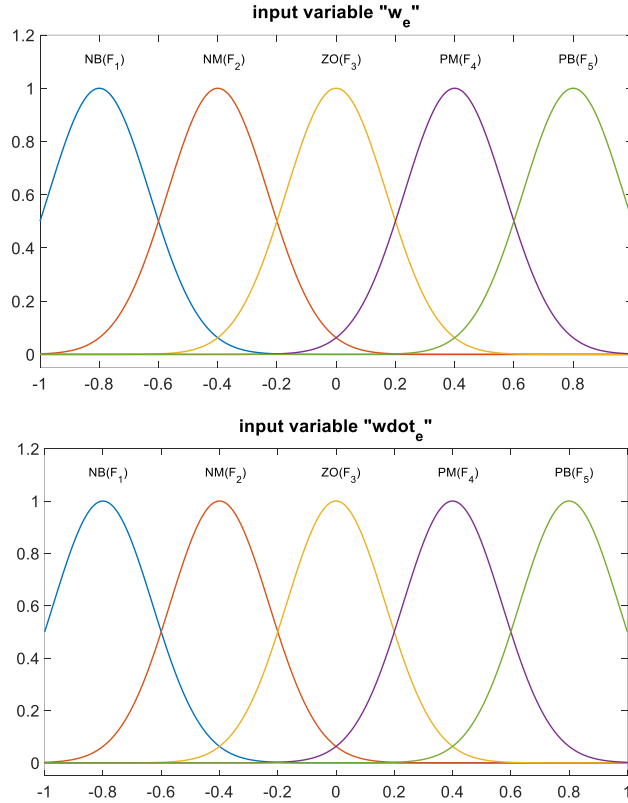 input variable "w_e"
1.2
NB(F_1) NM(F_2) ZO(F_3) PM(F_4) PB(F_5)
1
0.8
0.6
0.4
0.2
0
-1 -0.8 -0.6 -0.4 -0.2 0 0.2 0.4 0.6 0.8
input variable "wdot_e"
1.2
NB(F_1) NM(F_2) ZO(F_3) PM(F_4) PB(F_5)
1
0.8
0.6
0.4
0.2
0
-1 -0.8 -0.6 -0.4 -0.2 0 0.2 0.4 0.6 0.8 1